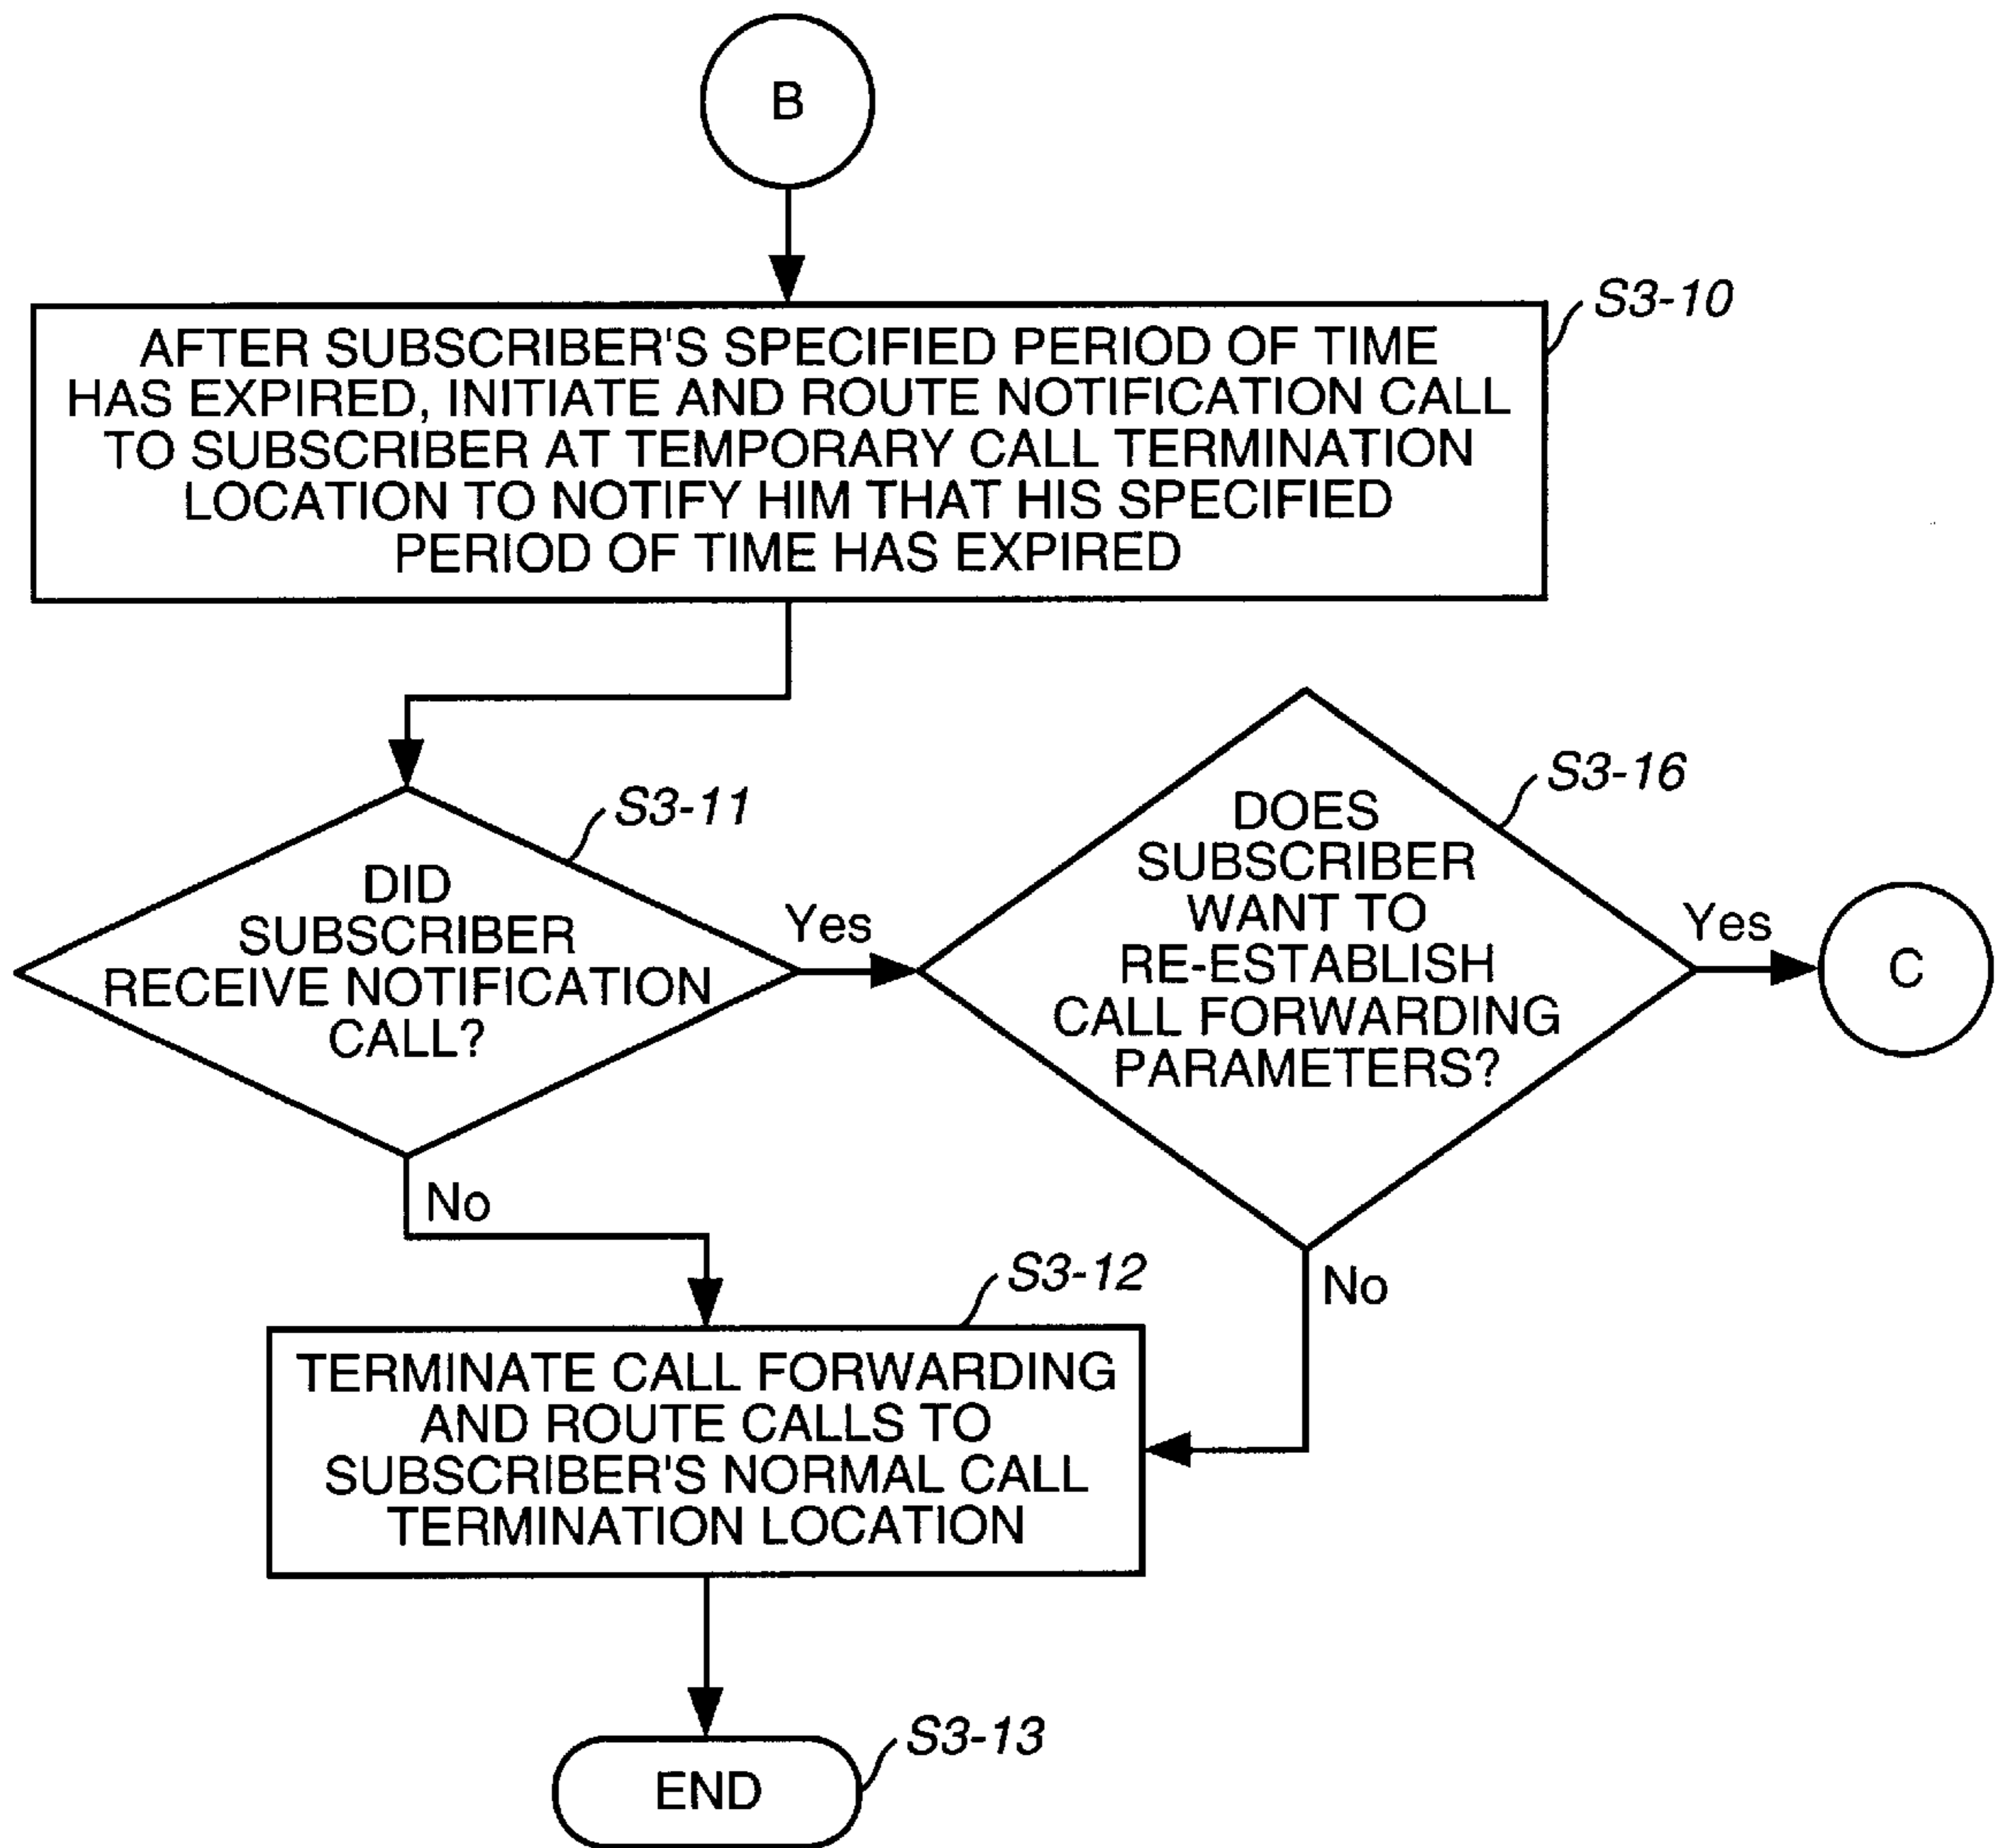 B
S3-10
AFTER SUBSCRIBER'S SPECIFIED PERIOD OF TIME
HAS EXPIRED, INITIATE AND ROUTE NOTIFICATION CALL
TO SUBSCRIBER AT TEMPORARY CALL TERMINATION
LOCATION TO NOTIFY HIM THAT HIS SPECIFIED
PERIOD OF TIME HAS EXPIRED
S3-11
DID
SUBSCRIBER
RECEIVE NOTIFICATION
CALL?
Yes
No
S3-16
DOES
SUBSCRIBER
WANT TO
RE-ESTABLISH
CALL FORWARDING
PARAMETERS?
Yes
C
No
S3-12
TERMINATE CALL FORWARDING
AND ROUTE CALLS TO
SUBSCRIBER'S NORMAL CALL
TERMINATION LOCATION
S3-13
END